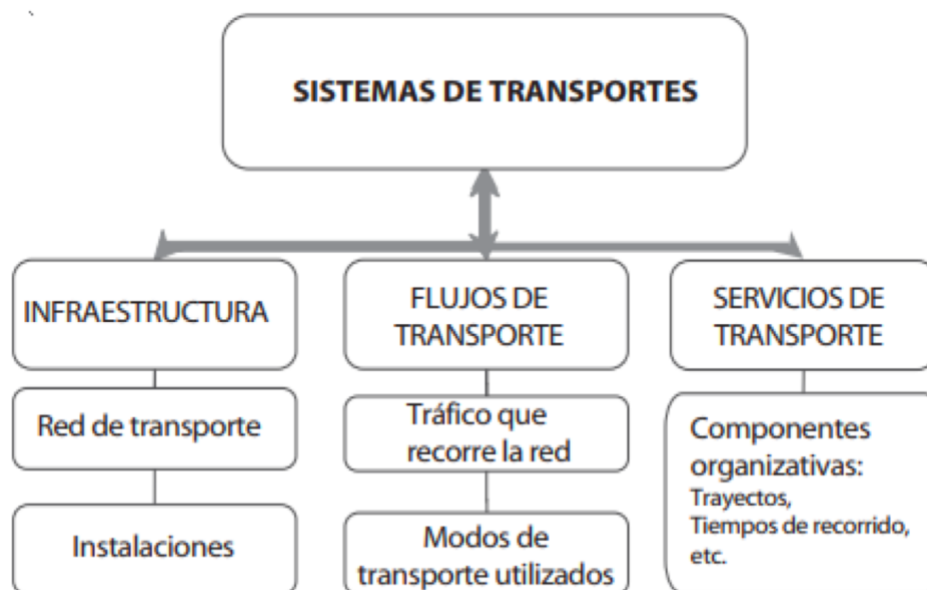 SISTEMAS DE TRANSPORTES
INFRAESTRUCTURA
Red de transporte
Instalaciones
FLUJOS DE
TRANSPORTE
Tráfico que
recorre la red
Modos de
transporte utilizados
SERVICIOS DE
TRANSPORTE
Componentes
organizativas:
Trayectos,
Tiempos de recorrido,
etc.